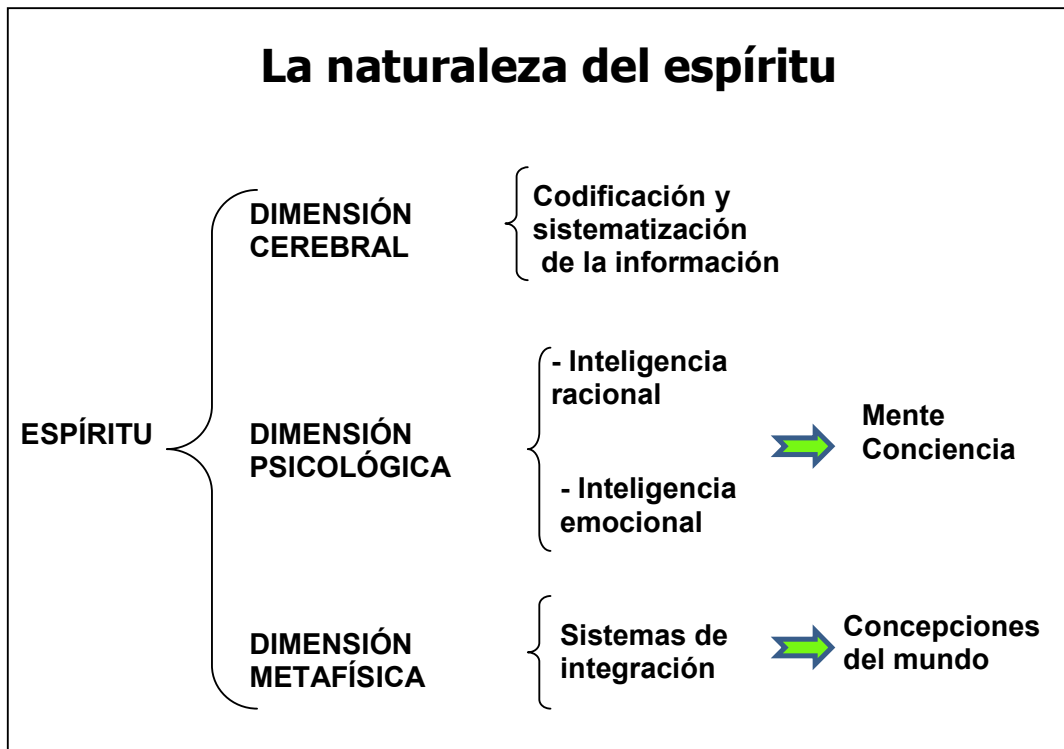 La naturaleza del espíritu
DIMENSIÓN
CEREBRAL
Codificación y
sistematización
de la información
ESPÍRITU
DIMENSIÓN
PSICOLÓGICA
- Inteligencia
racional
- Inteligencia
emocional
Mente
Conciencia
DIMENSIÓN
METAFÍSICA
Sistemas de
integración
Concepciones
del mundo